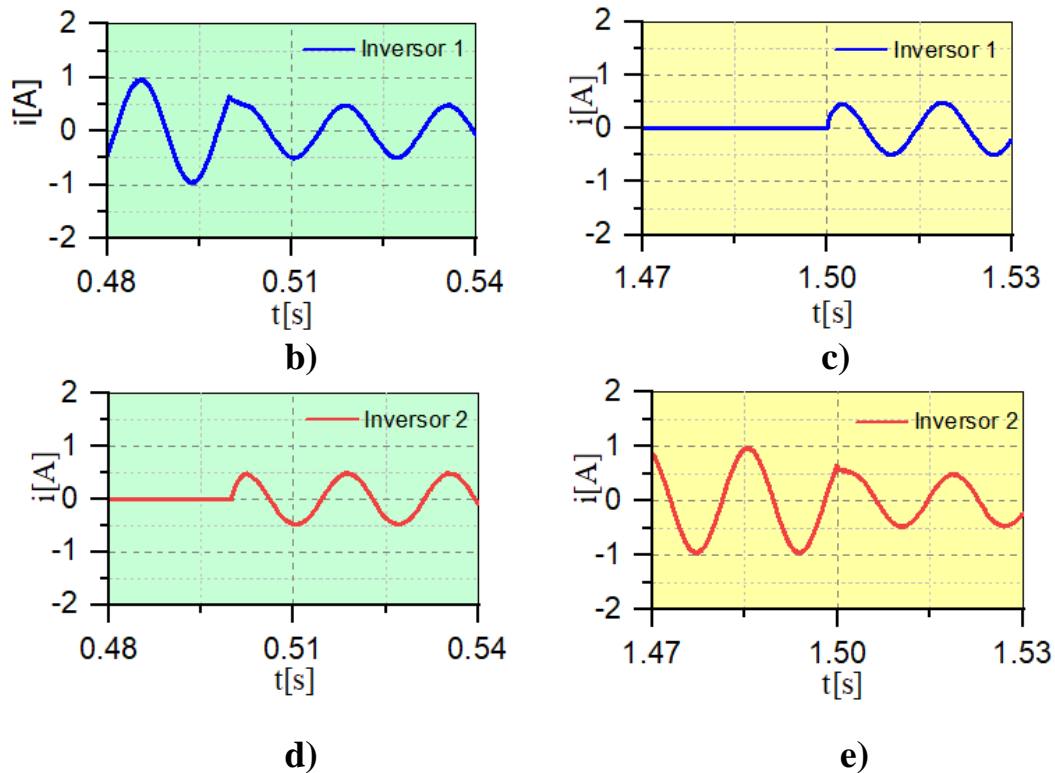 2
1
0
-1
-2
i[A]
Inversor 1
0.48
0.51
0.54
t[s]
b)
2
1
0
-1
-2
i[A]
Inversor 1
1.47
1.50
1.53
t[s]
c)
2
1
0
-1
-2
i[A]
Inversor 2
0.48
0.51
0.54
t[s]
d)
2
1
0
-1
-2
i[A]
Inversor 2
1.47
1.50
1.53
t[s]
e)